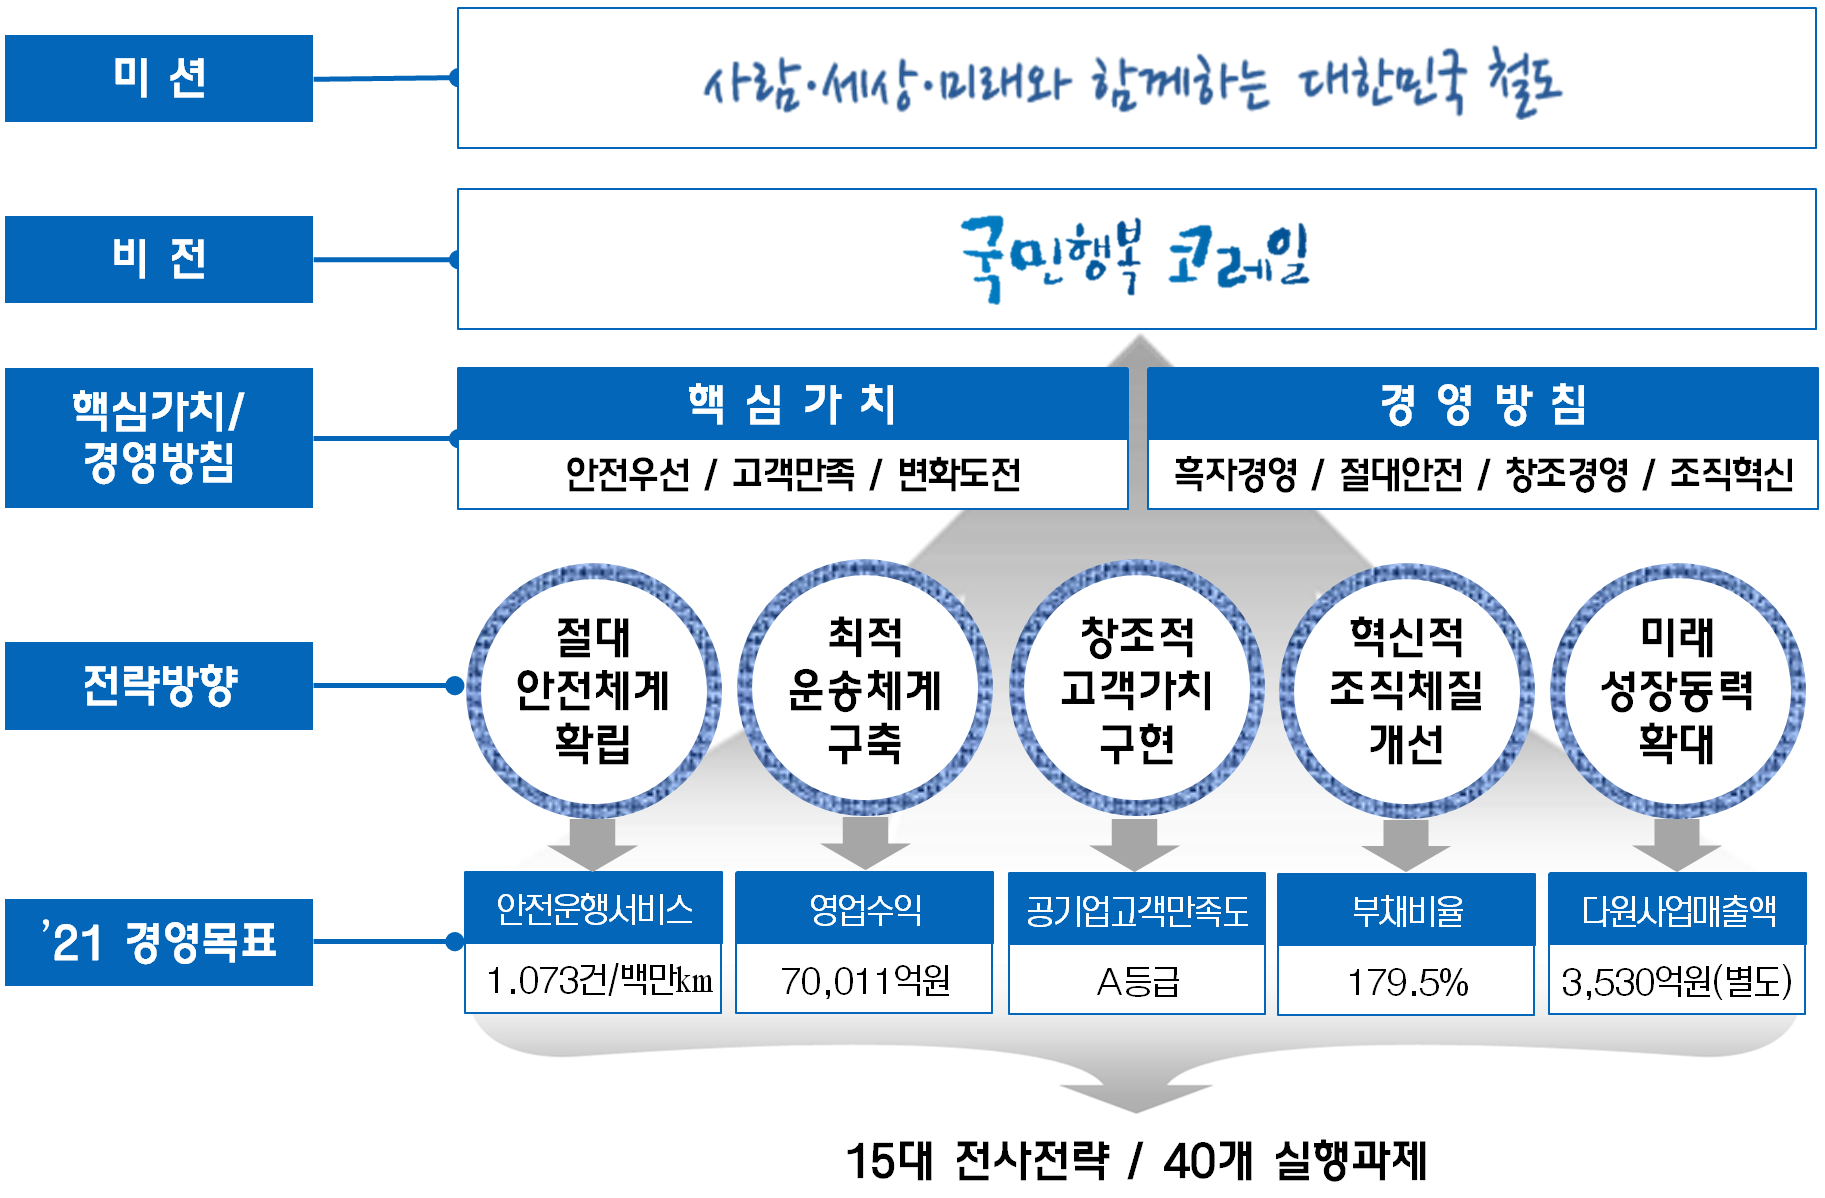 미 션
사람·세상·미래와 함께하는 대한민국 철도
비 전
국민행복 코레일
핵심가치/
경영방침
핵 심 가 치
안전우선 / 고객만족 / 변화도전
경 영 방 침
흑자경영 / 절대안전 / 창조경영 / 조직혁신
전략방향
절대
안전체계
확립
최적
운송체계
구축
창조적
고객가치
구현
혁신적
조직체질
개선
미래
성장동력
확대
’21 경영목표
안전운행서비스
1.073건/백만㎞
영업수익
70,011억원
공기업고객만족도
A등급
부채비율
179.5%
다원사업매출액
3,530억원(별도)
15대 전사전략 / 40개 실행과제